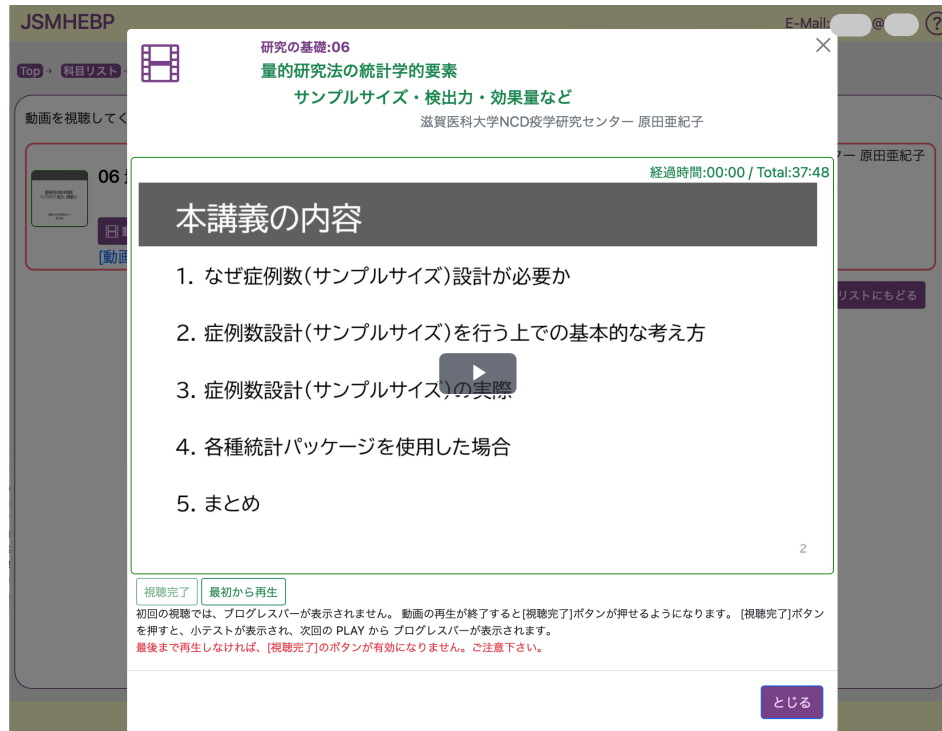 JSMHEBP
E-Mail: @
?
Top → 科目リスト
動画を視聴してく
06
[動画
ター 原田亜紀子
リストにもどる
研究の基礎:06
量的研究法の統計学的要素
サンプルサイズ・検出力・効果量など
滋賀医科大学NCD疫学研究センター 原田亜紀子
経過時間:00:00 / Total:37:48
本講義の内容
1. なぜ症例数(サンプルサイズ)設計が必要か
2. 症例数設計(サンプルサイズ)を行う上での基本的な考え方
3. 症例数設計(サンプルサイズ)の実際
4. 各種統計パッケージを使用した場合
5. まとめ
2
視聴完了 最初から再生
初回の視聴では、プログレスバーが表示されません。 動画の再生が終了すると[視聴完了]ボタンが押せるようになります。 [視聴完了]ボタン
を押すと、小テストが表示され、次回の PLAY から プログレスバーが表示されます。
最後まで再生しなければ、[視聴完了]のボタンが有効になりません。ご注意下さい。
とじる